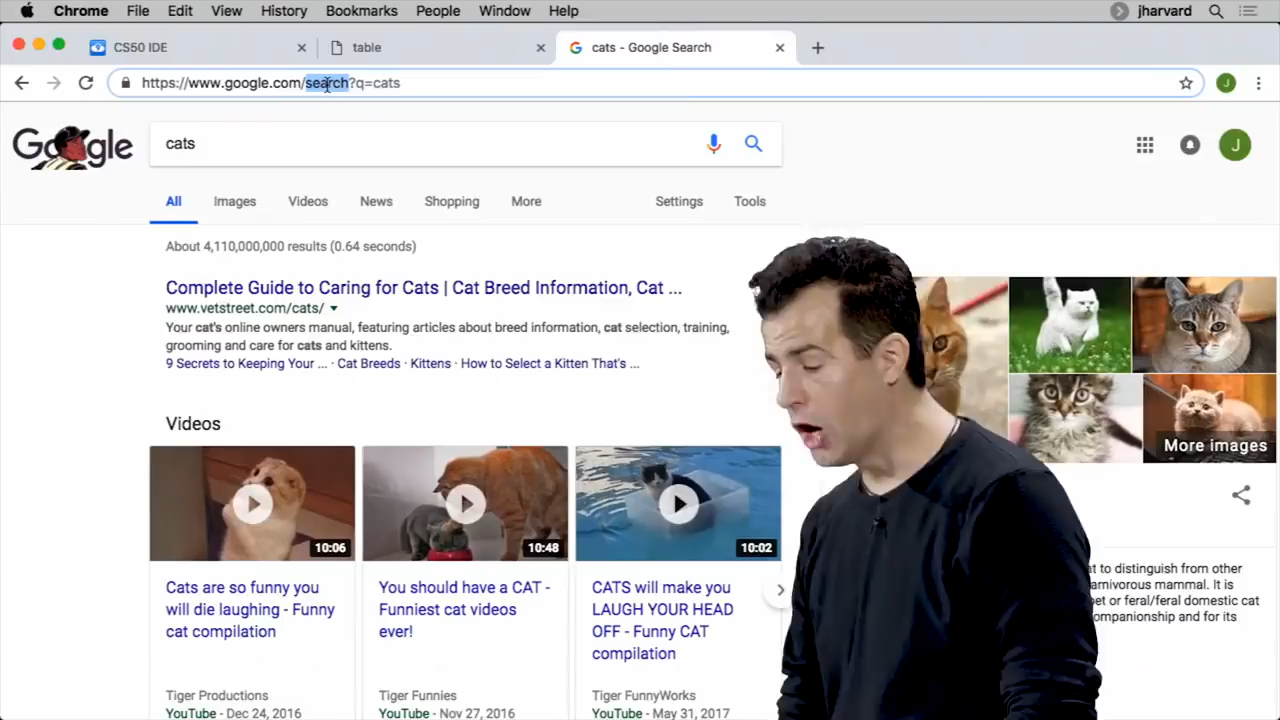 Chrome File Edit View History Bookmarks People Window Help jharvard
CS50 IDE
table
cats - Google Search
https://www.google.com/search?q=cats
J
Google
cats
J
All Images Videos News Shopping More Settings Tools
About 4,110,000,000 results (0.64 seconds)
Complete Guide to Caring for Cats | Cat Breed Information, Cat ...
www.vetstreet.com/cats/
Your cat's online owners manual, featuring articles about breed information, cat selection, training,
grooming and care for cats and kittens.
9 Secrets to Keeping Your ... · Cat Breeds · Kittens · How to Select a Kitten That's ...
More images
Videos
10:06
10:48
10:02
Cats are so funny you
will die laughing - Funny
cat compilation
Tiger Productions
YouTube - Dec 24, 2016
You should have a CAT -
Funniest cat videos
ever!
Tiger Funnies
YouTube - Nov 27, 2016
CATS will make you
LAUGH YOUR HEAD
OFF - Funny CAT
compilation
Tiger FunnyWorks
YouTube - May 31, 2017
at to distinguish from other
arnivorous mammal. It is
pet or feral/feral domestic cat
ompanionship and for its